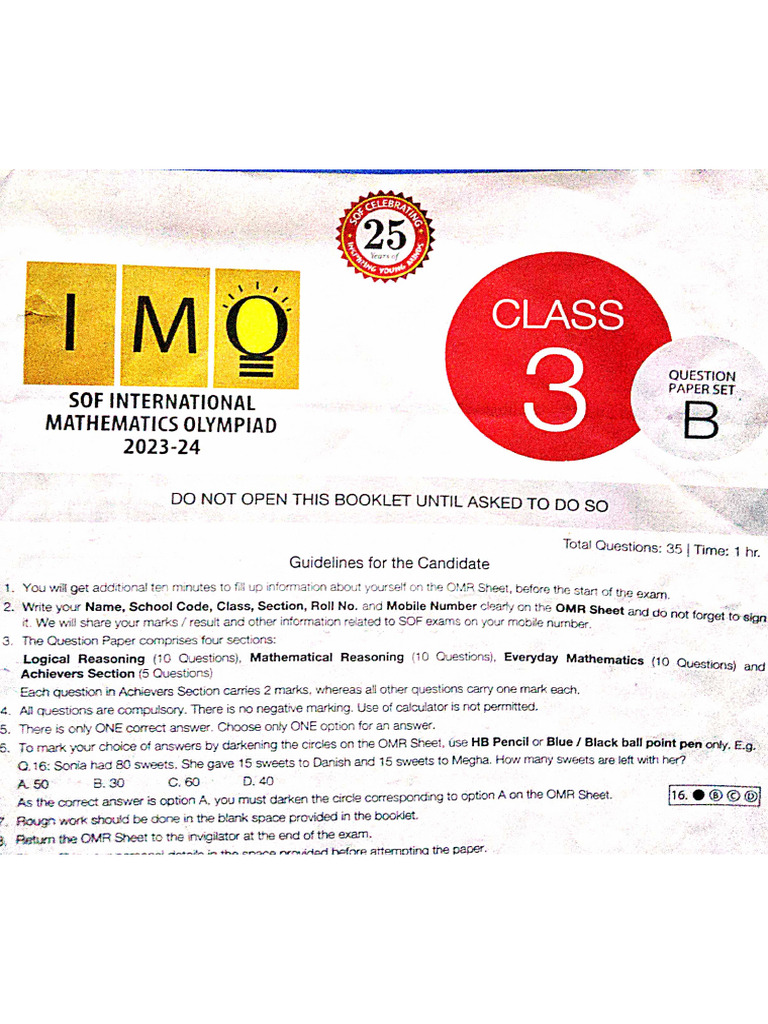 SOF CELEBRATING
25
Years of
INSPIRING YOUNG MINDS
I M O
SOF INTERNATIONAL
MATHEMATICS OLYMPIAD
2023-24
CLASS
3
QUESTION
PAPER SET
B
DO NOT OPEN THIS BOOKLET UNTIL ASKED TO DO SO
Total Questions: 35 | Time: 1 hr.
Guidelines for the Candidate
1. You will get additional ten minutes to fill up information about yourself on the OMR Sheet, before the start of the exam.
2. Write your Name, School Code, Class, Section, Roll No. and Mobile Number clearly on the OMR Sheet and do not forget to sign
it. We will share your marks / result and other information related to SOF exams on your mobile number.
3. The Question Paper comprises four sections:
Logical Reasoning (10 Questions), Mathematical Reasoning (10 Questions), Everyday Mathematics (10 Questions) and
Achievers Section (5 Questions)
Each question in Achievers Section carries 2 marks, whereas all other questions carry one mark each.
4. All questions are compulsory. There is no negative marking. Use of calculator is not permitted.
5. There is only ONE correct answer. Choose only ONE option for an answer.
6. To mark your choice of answers by darkening the circles on the OMR Sheet, use HB Pencil or Blue / Black ball point pen only. E.g.
Q.16: Sonia had 80 sweets. She gave 15 sweets to Danish and 15 sweets to Megha. How many sweets are left with her?
A. 50 B. 30 C. 60 D. 40
As the correct answer is option A, you must darken the circle corresponding to option A on the OMR Sheet.
16. B C D
7. Rough work should be done in the blank space provided in the booklet.
8. Return the OMR Sheet to the invigilator at the end of the exam.
personal details in the space provided before attempting the paper.